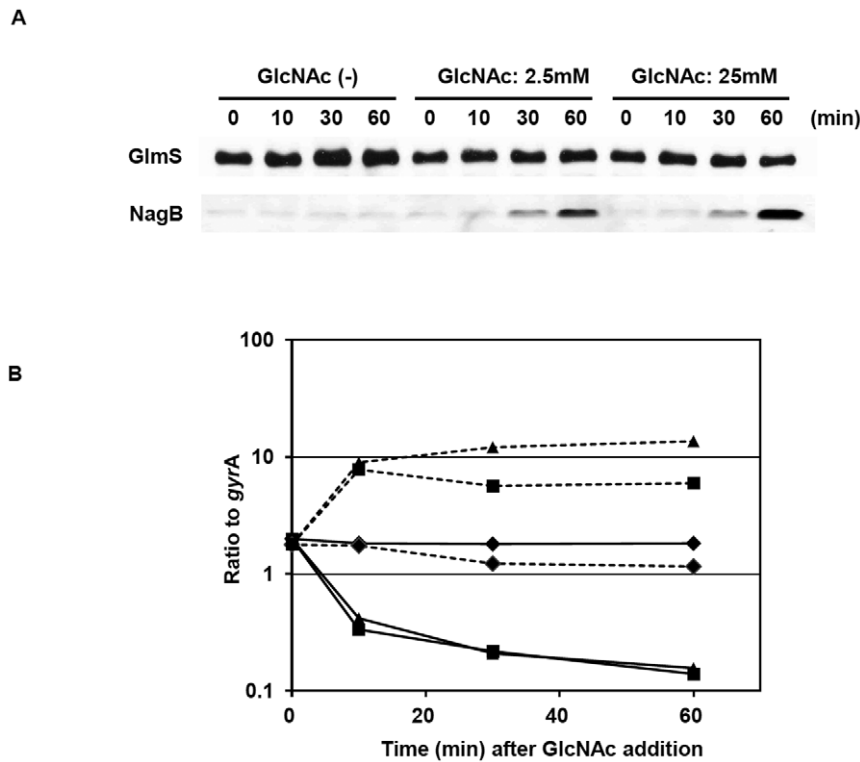 A
GlcNAc (-) GlcNAc: 2.5mM GlcNAc: 25mM
0 10 30 60 0 10 30 60 0 10 30 60 (min)
GlmS
NagB
B
100
10
1
0.1
Ratio to gyrA
0 20 40 60
Time (min) after GlcNAc addition